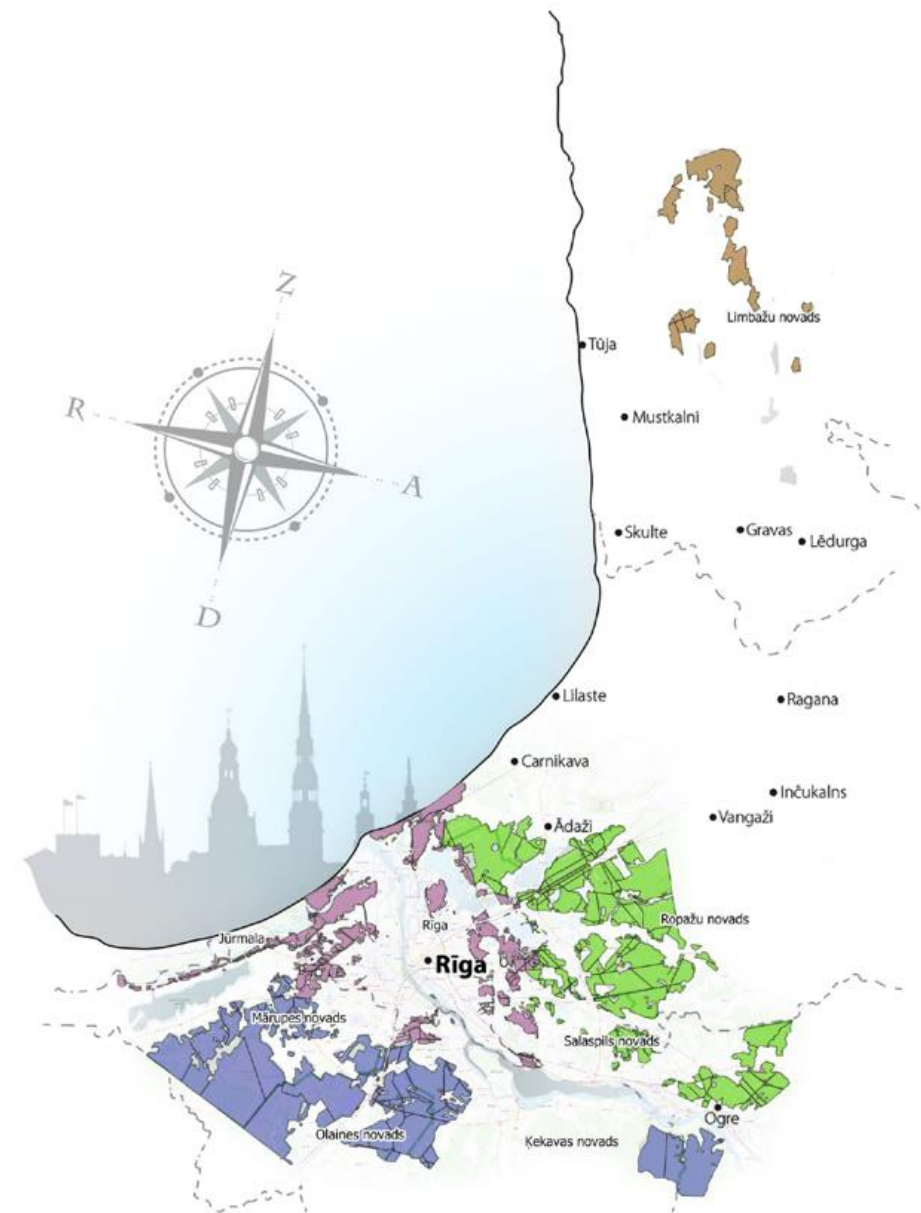 Z
R
A
D
Limbažu novads
Tūja
Mustkalni
Skulte
Gravas
Lēdurga
Lilaste
Ragana
Carnikava
Inčukalns
Vangaži
Ādaži
Ropažu novads
Rīga
Jūrmala
Rīga
Mārupes novads
Salaspils novads
Ogre
Olaines novads
Ķekavas novads